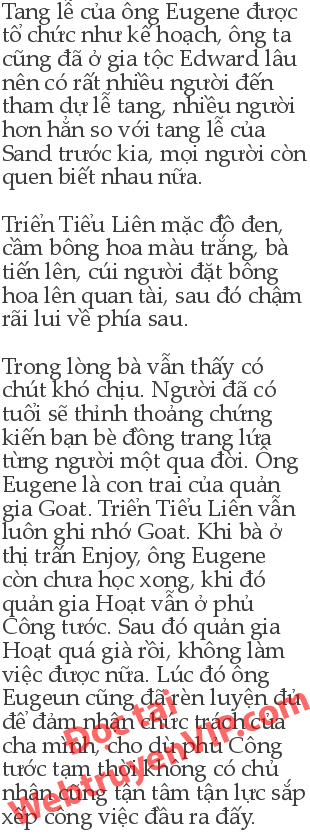 Tang lễ của ông Eugene được
tổ chức như kế hoạch, ông ta
cũng đã ở gia tộc Edward lâu
nên có rất nhiều người đến
tham dự lễ tang, nhiều người
hơn hẳn so với tang lễ của
Sand trước kia, mọi người còn
quen biết nhau nữa.

Triển Tiểu Liên mặc đồ đen,
cầm bông hoa màu trắng, bà
tiến lên, cúi người đặt bông
hoa lên quan tài, sau đó chậm
rãi lui về phía sau.

Trong lòng bà vẫn thấy có
chút khó chịu. Người đã có
tuổi sẽ thỉnh thoảng chứng
kiến bạn bè đồng trang lứa
từng người một qua đời. Ông
Eugene là con trai của quản
gia Goat. Triển Tiểu Liên vẫn
luôn ghi nhớ Goat. Khi bà ở
thị trấn Enjoy, ông Eugene
còn chưa học xong, khi đó
quản gia Hoạt vẫn ở phủ
Công tước. Sau đó quản gia
Hoạt quá già rồi, không làm
việc được nữa. Lúc đó ông
Eugeun cũng đã rèn luyện đủ
để đảm nhận chức trách của
cha mình, cho dù phủ Công
tước tạm thời không có chủ
nhân cũng tận tâm tận lực sắp
xếp công việc đầu ra đấy.
Đọc tại
WebtruyenVIP.com